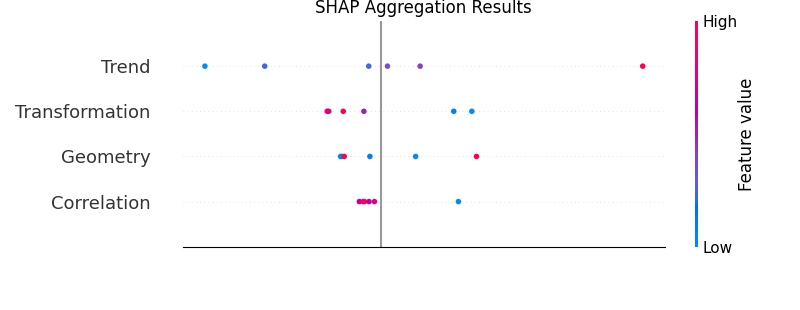 SHAP Aggregation Results
High
Trend
Transformation
Geometry
Correlation
Feature value
Low